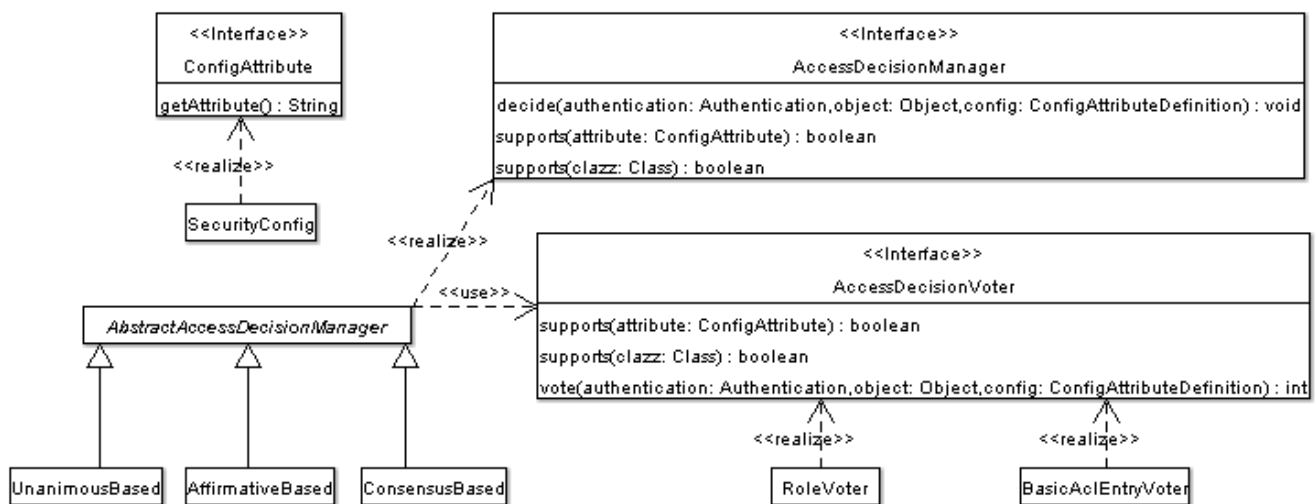 <<Interface>>
ConfigAttribute
getAttribute() : String
<<realize>>
SecurityConfig
<<Interface>>
AccessDecisionManager
decide(authentication: Authentication,object: Object,config: ConfigAttributeDefinition) : void
supports(attribute: ConfigAttribute) : boolean
supports(clazz: Class) : boolean
<<realize>>
<<use>>
<<Interface>>
AccessDecisionVoter
supports(attribute: ConfigAttribute) : boolean
supports(clazz: Class) : boolean
vote(authentication: Authentication,object: Object,config: ConfigAttributeDefinition) : int
AbstractAccessDecisionManager
<<realize>>
<<realize>>
UnanimousBased
AffirmativeBased
ConsensusBased
RoleVoter
BasicAclEntryVoter